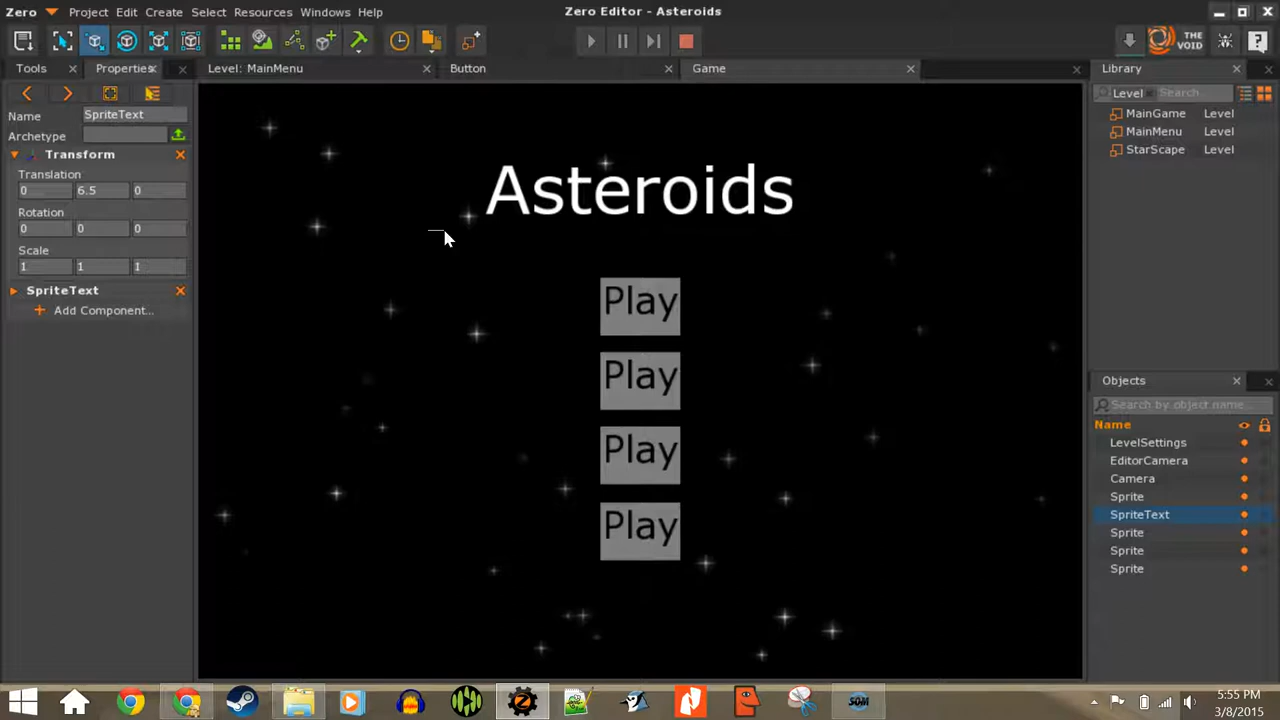 Zero Project Edit Create Select Resources Windows Help Zero Editor - Asteroids
THE VOID
Tools Properties Level: MainMenu Button Game Library
Name SpriteText
Archetype
Transform
Translation
0 6.5 0
Rotation
0 0 0
Scale
1 1 1
SpriteText
Add Component...
Asteroids
Play
Play
Play
Play
Level Search...
MainGame Level
MainMenu Level
StarScape Level
Objects
Search by object name...
Name
LevelSettings
EditorCamera
Camera
Sprite
SpriteText
Sprite
Sprite
Sprite
SOM
5:55 PM
3/8/2015